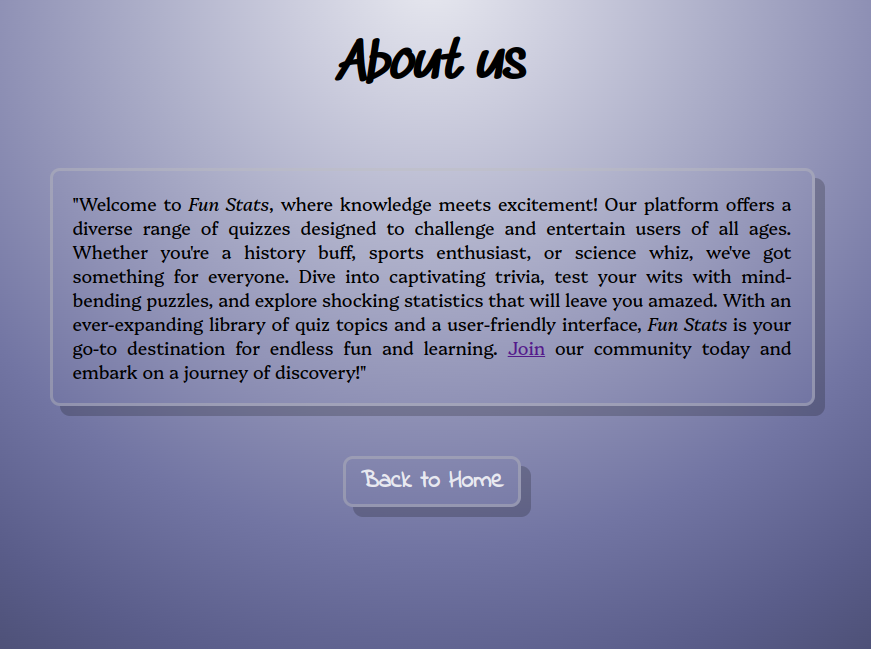 About us
"Welcome to Fun Stats, where knowledge meets excitement! Our platform offers a
diverse range of quizzes designed to challenge and entertain users of all ages.
Whether you're a history buff, sports enthusiast, or science whiz, we've got
something for everyone. Dive into captivating trivia, test your wits with mind-
bending puzzles, and explore shocking statistics that will leave you amazed. With an
ever-expanding library of quiz topics and a user-friendly interface, Fun Stats is your
go-to destination for endless fun and learning. Join our community today and
embark on a journey of discovery!"
Back to Home